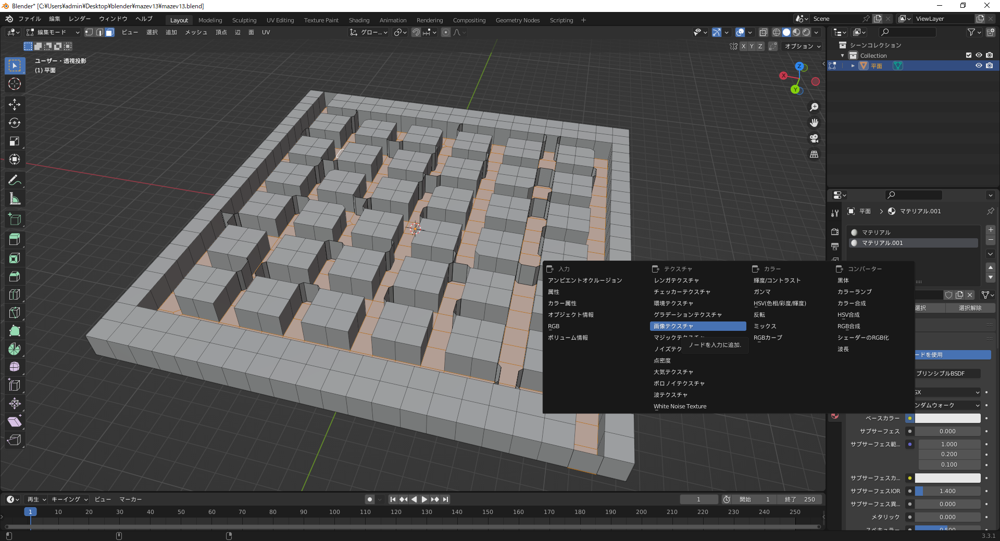 Blender* [C:¥Users¥admin¥Desktop¥blender¥mazev13¥mazev13.blend]
ファイル 編集 レンダー ウィンドウ ヘルプ Layout Modeling Sculpting UV Editing Texture Paint Shading Animation Rendering Compositing Geometry Nodes Scripting + Scene ViewLayer
編集モード ビュー 選択 追加 メッシュ 頂点 辺 面 UV グロー...
X Y Z オプション
ユーザー・透視投影
(1) 平面
Z
X
Y
シーンコレクション
Collection
平面
平面 > マテリアル.001
マテリアル
マテリアル.001
選択 選択解除
ードを使用
プリンシプルBSDF
GX
ンダムウォーク
ベースカラー
サブサーフェス 0.000
サブサーフェス範... 1.000
0.200
0.100
サブサーフェスカ...
サブサーフェスIOR 1.400
サブサーフェス異... 0.000
メタリック 0.000
スペキュラー 0.500
入力
アンビエントオクルージョン
属性
カラー属性
オブジェクト情報
RGB
ボリューム情報
テクスチャ
レンガテクスチャ
チェッカーテクスチャ
環境テクスチャ
グラデーションテクスチャ
画像テクスチャ
マジックテクスチャ
ノイズテク
点密度
大気テクスチャ
ボロノイテクスチャ
波テクスチャ
White Noise Texture
ノードを入力に追加.
カラー
輝度/コントラスト
ガンマ
HSV(色相/彩度/輝度)
反転
ミックス
RGBカーブ
コンバーター
黒体
カラーランプ
カラー合成
HSV合成
RGB合成
シェーダーのRGB化
波長
再生 キーイング ビュー マーカー 1 開始 1 終了 250
1 10 20 30 40 50 60 70 80 90 100 110 120 130 140 150 160 170 180 190 200 210 220 230 240 250
3.3.1